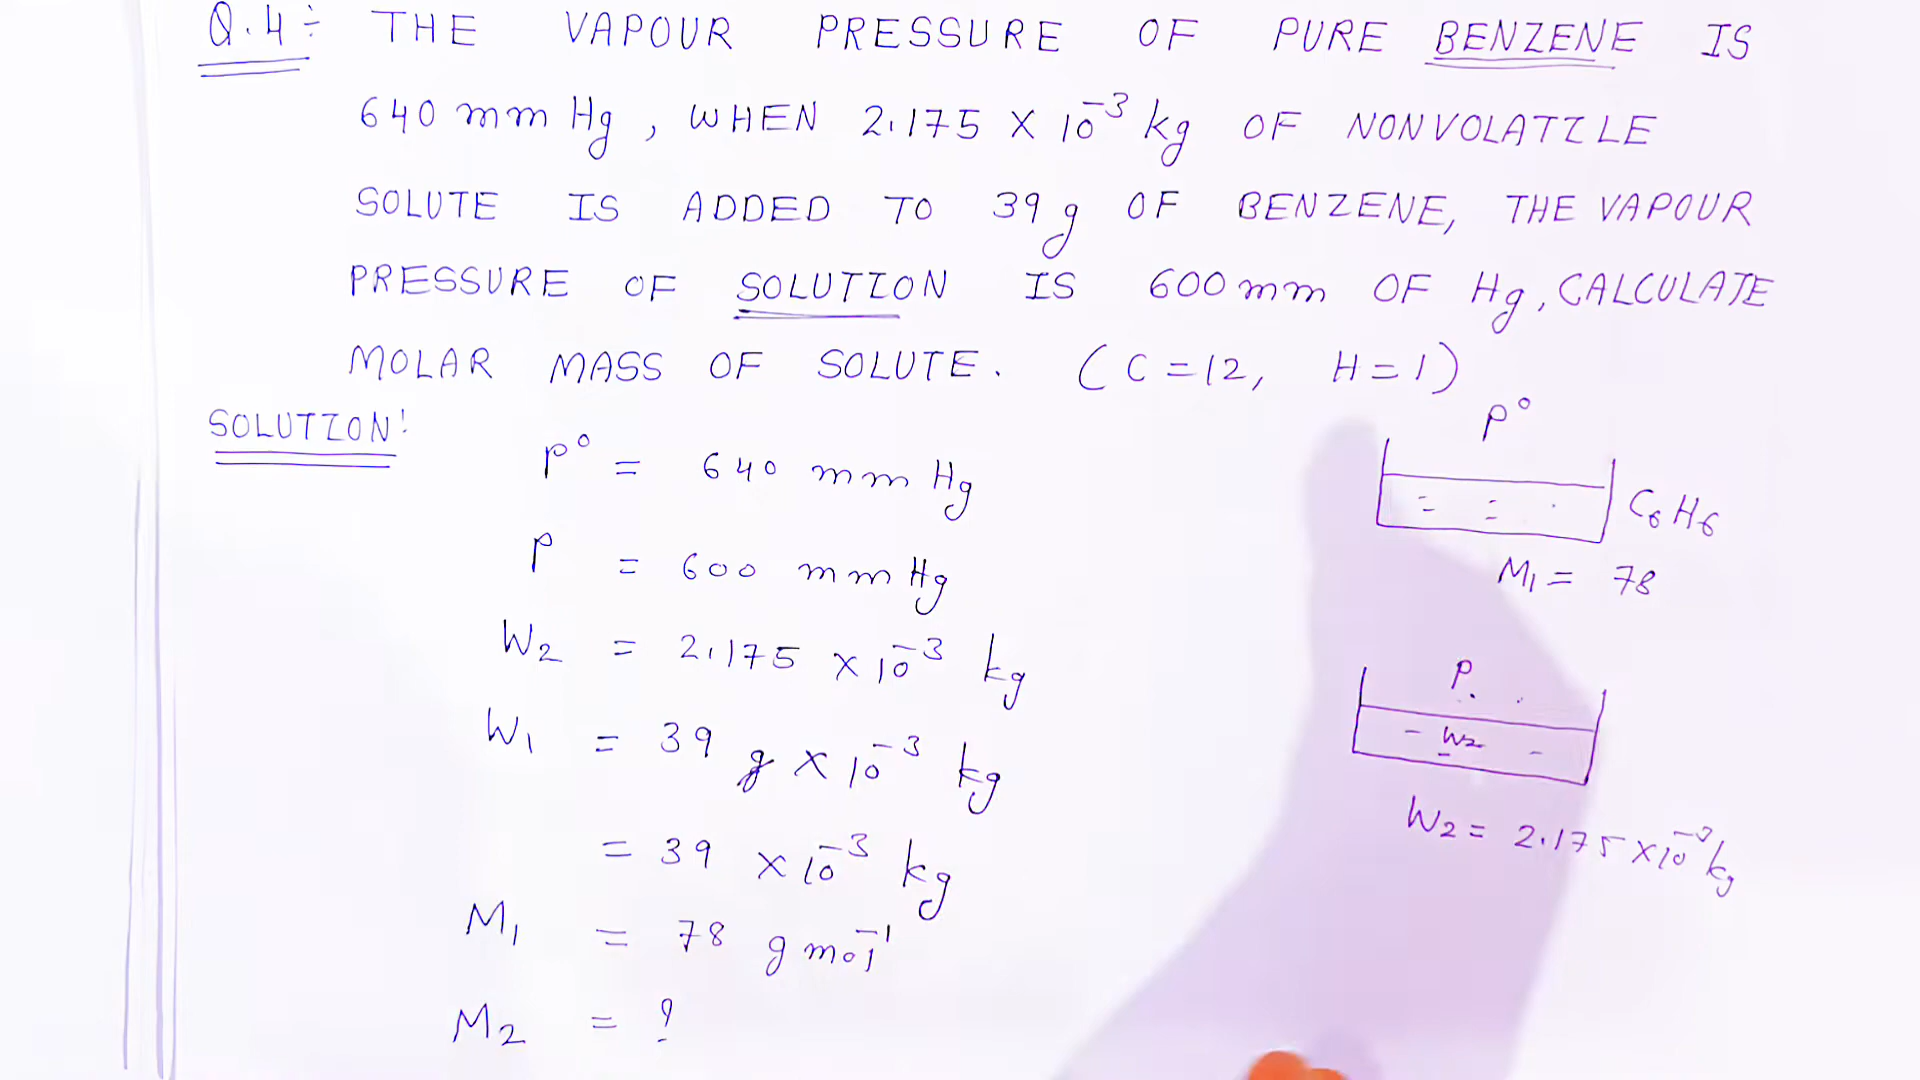 Q.4÷ THE VAPOUR PRESSURE OF PURE BENZENE IS
640 mm Hg, WHEN 2.175 × 10⁻³ kg OF NONVOLATILE
SOLUTE IS ADDED TO 39 g OF BENZENE, THE VAPOUR
PRESSURE OF SOLUTION IS 600 mm OF Hg, CALCULATE
MOLAR MASS OF SOLUTE. (C = 12, H = 1)
SOLUTION!
P° = 640 mm Hg
P = 600 mm Hg
W₂ = 2.175 × 10⁻³ kg
W₁ = 39 g × 10⁻³ kg
= 39 × 10⁻³ kg
M₁ = 78 g mol⁻¹
M₂ = ?
P°
C₆H₆
M₁ = 78
P.
W₂
W₂ = 2.175 × 10⁻³ kg